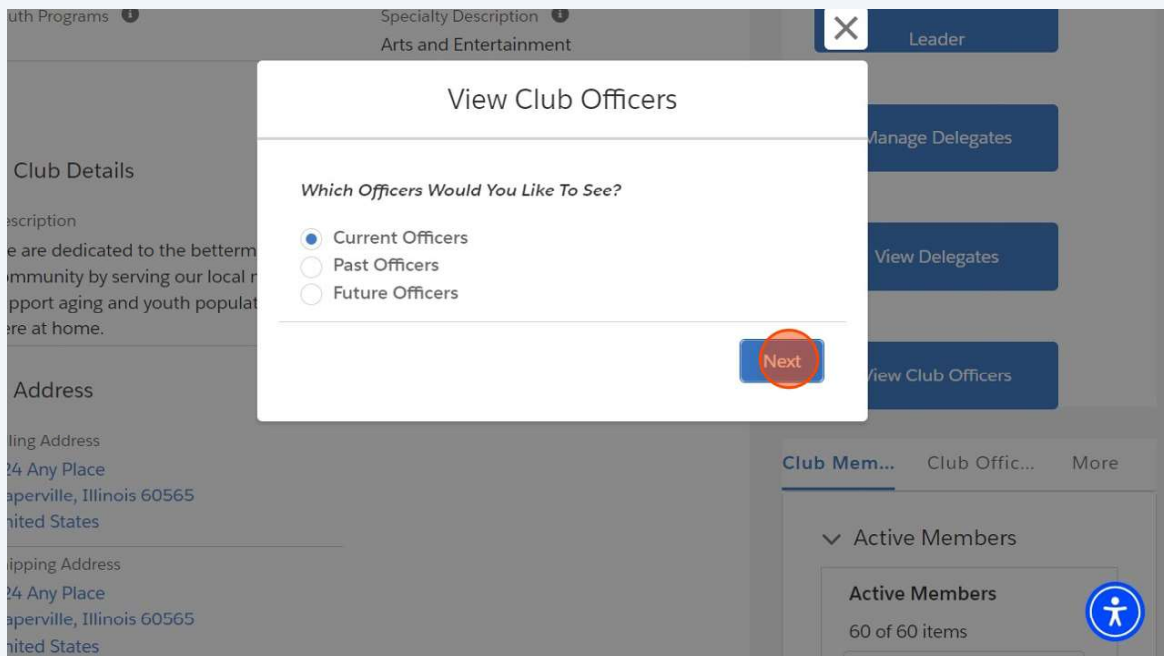 uth Programs
Specialty Description
Arts and Entertainment
Leader
View Club Officers
Manage Delegates
Club Details
Which Officers Would You Like To See?
escription
e are dedicated to the betterm
Current Officers
mmunity by serving our local
Past Officers
View Delegates
pport aging and youth populat
Future Officers
ere at home.
Next
View Club Officers
Address
ling Address
24 Any Place
aperville, Illinois 60565
nited States
Club Mem... Club Offic... More
Active Members
ipping Address
24 Any Place
aperville, Illinois 60565
nited States
Active Members
60 of 60 items